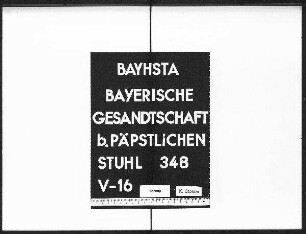 BAYHSTA
BAYERISCHE
GESANDTSCHAFT
b. PÄPSTLiCHEN
STUHL 348
V-16